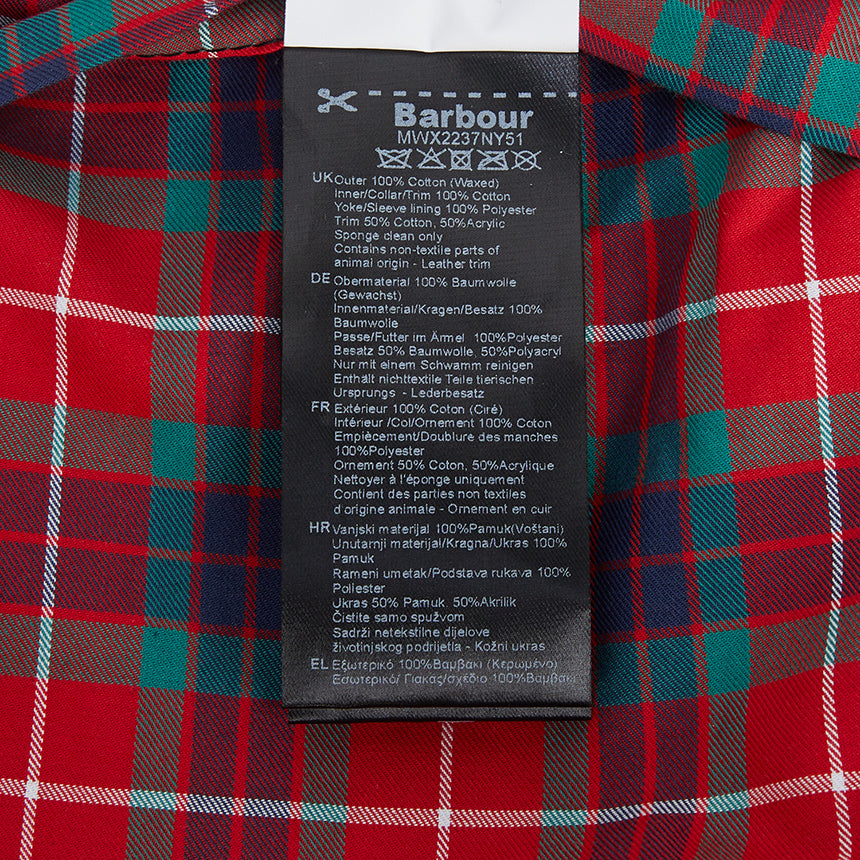 Barbour
MWX2237NY51
UK Outer 100% Cotton (Waxed)
Inner/Collar/Trim 100% Cotton
Yoke/Sleeve lining 100% Polyester
Trim 50% Cotton, 50%Acrylic
Sponge clean only
Contains non-textile parts of
animal origin - Leather trim
DE Obermaterial 100% Baumwolle
(Gewachst)
Innenmaterial/Kragen/Besatz 100%
Baumwolle
Passe/Futter im Ärmel 100%Polyester
Besatz 50% Baumwolle, 50%Polyacryl
Nur mit einem Schwamm reinigen
Enthält nichttextile Teile tierischen
Ursprungs - Lederbesatz
FR Extérieur 100% Coton (Ciré)
Intérieur /Col/Ornement 100% Coton
Empiècement/Doublure des manches
100%Polyester
Ornement 50% Coton, 50%Acrylique
Nettoyer à l'éponge uniquement
Contient des parties non textiles
d origine animale - Ornement en cuir
HR Vanjski materijal 100%Pamuk(Voštani)
Unutarnji materijal/Kragna/Ukras 100%
Pamuk
Rameni umetak/Podstava rukava 100%
Poliester
Ukras 50% Pamuk, 50%Akrilik
Čistite samo spužvom
Sadrži netekstilne dijelove
životinjskog podrijetla - Kožni ukras
EL Εξωτερικό 100%Βαμβάκι (Κερωμένο)
Εσωτερικό/ Γιακάς/σχέδιο 100%Βαμβάκι